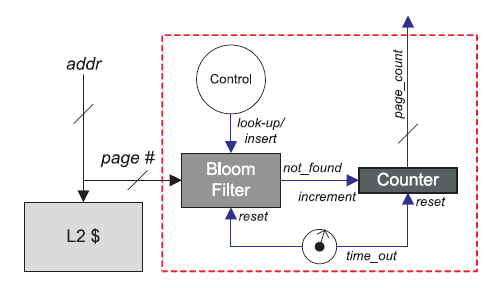 addr
page #
L2 $
Control
look-up/
insert
Bloom
Filter
not_found
increment
Counter
page_count
reset
reset
time_out